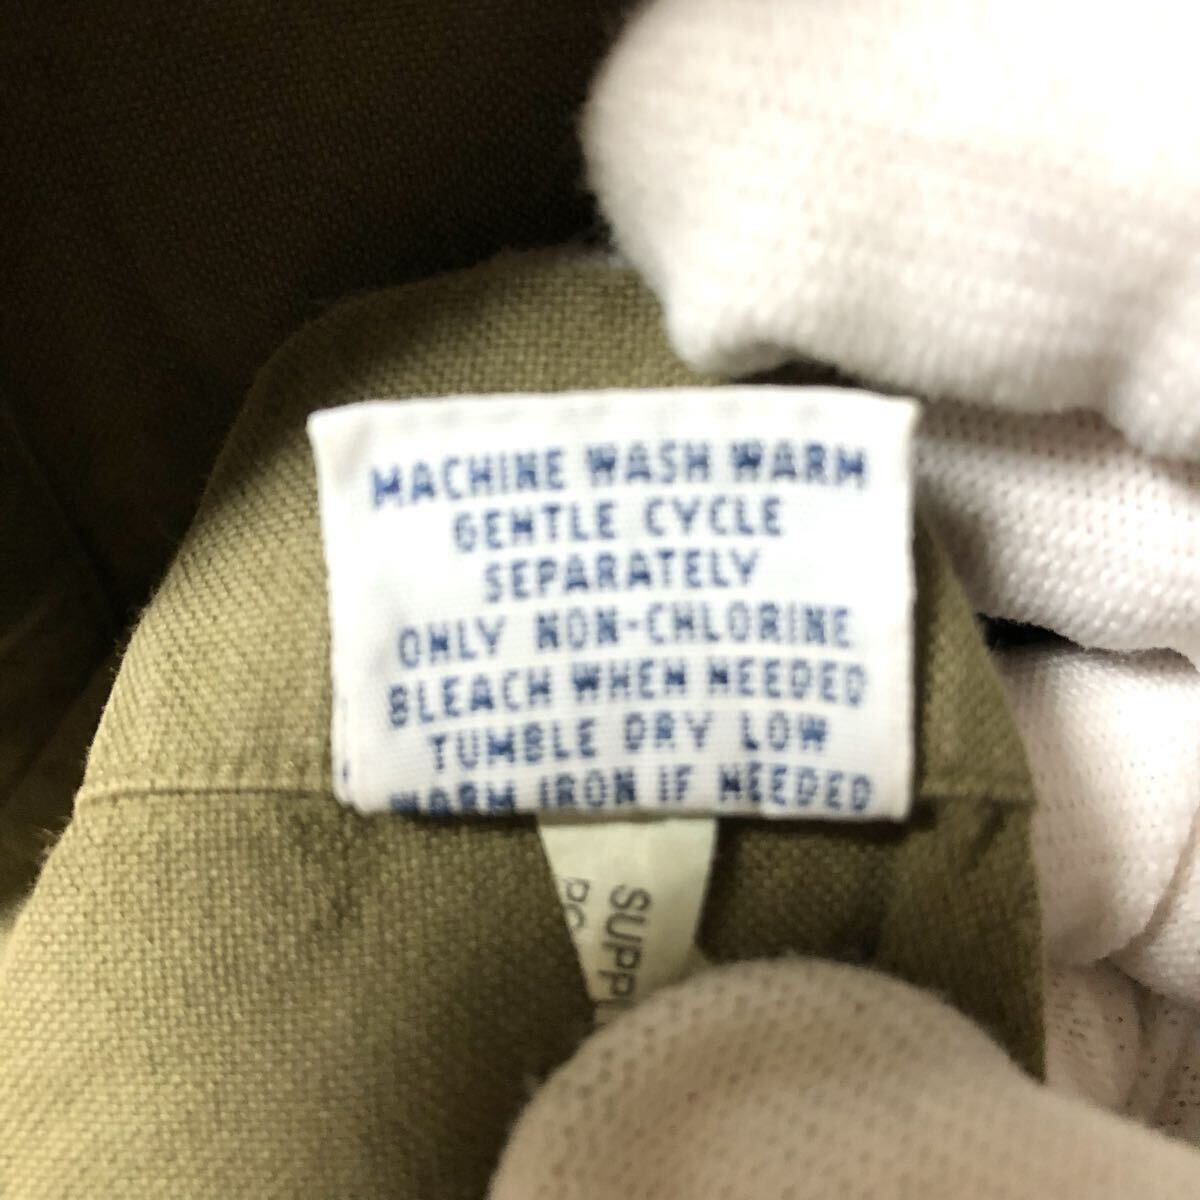 MACHINE WASH WARM
GENTLE CYCLE
SEPARATELY
ONLY NON-CHLORINE
BLEACH WHEN NEEDED
TUMBLE DRY LOW
WARM IRON IF NEEDED